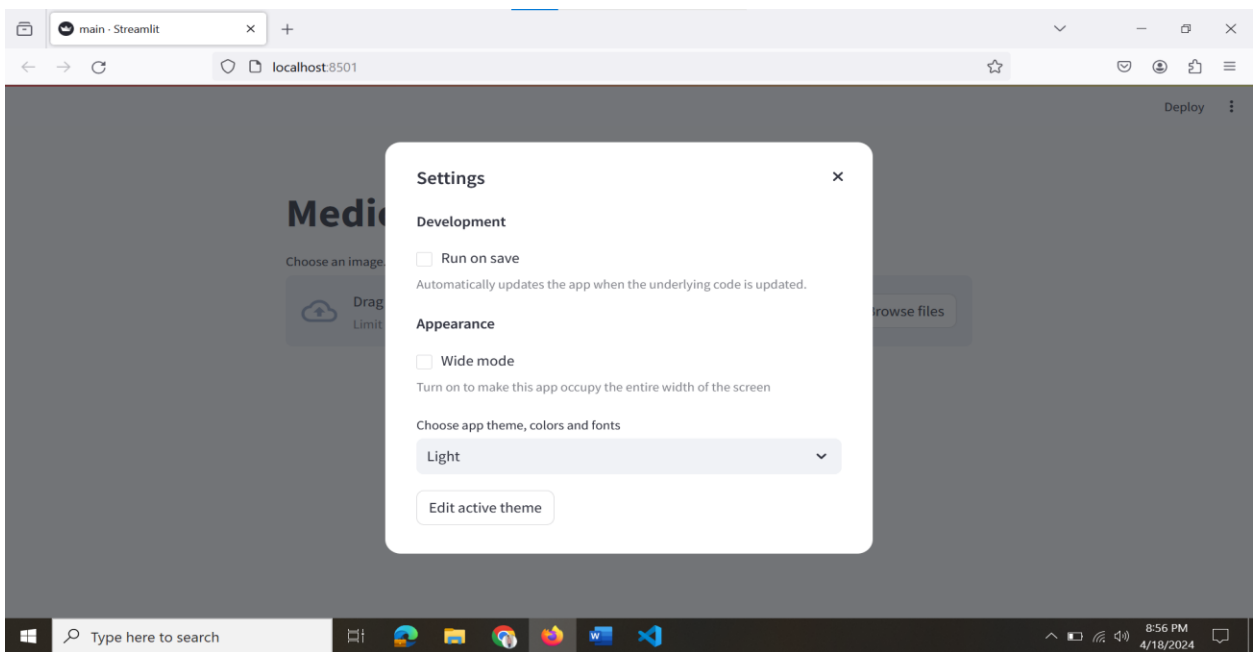 main · Streamlit
localhost:8501
Deploy
Settings
Development
Choose an image.
Run on save
Automatically updates the app when the underlying code is updated.
Drag
Limit
Browse files
Appearance
Wide mode
Turn on to make this app occupy the entire width of the screen
Choose app theme, colors and fonts
Light
Edit active theme
Type here to search
8:56 PM
4/18/2024